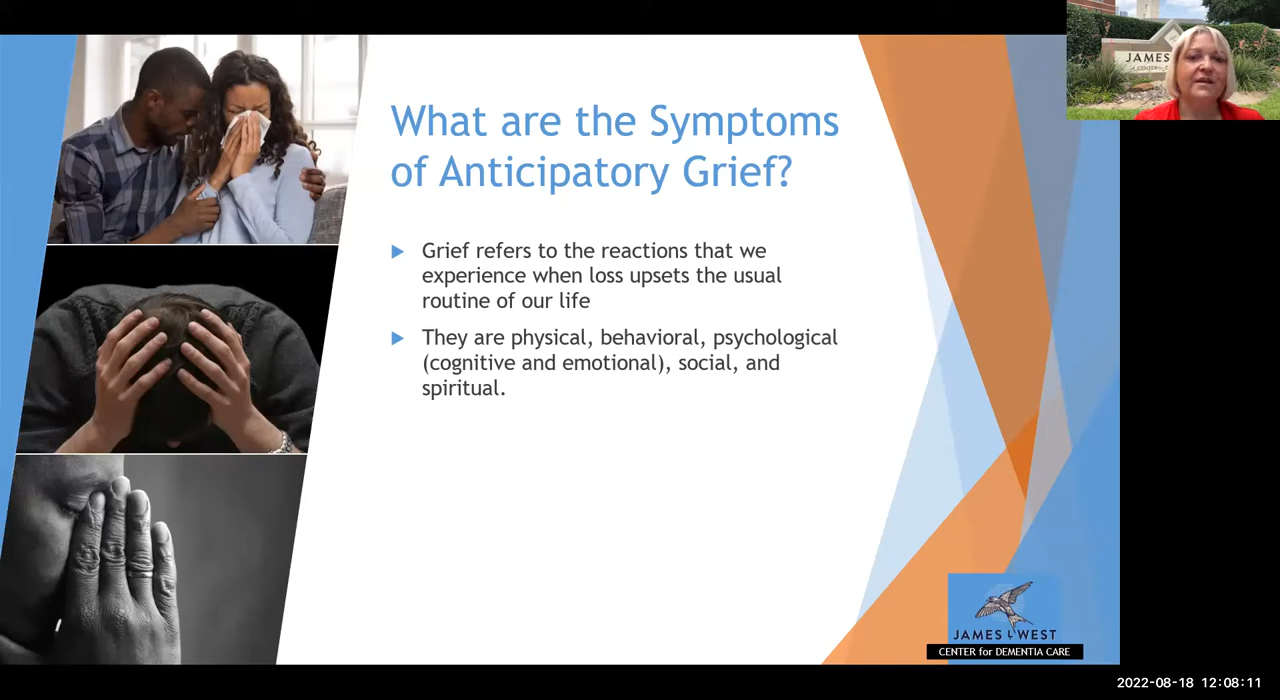 JAMES
What are the Symptoms
of Anticipatory Grief?
Grief refers to the reactions that we
experience when loss upsets the usual
routine of our life
They are physical, behavioral, psychological
(cognitive and emotional), social, and
spiritual.
JAMES L WEST
CENTER for DEMENTIA CARE
2022-08-18 12:08:11